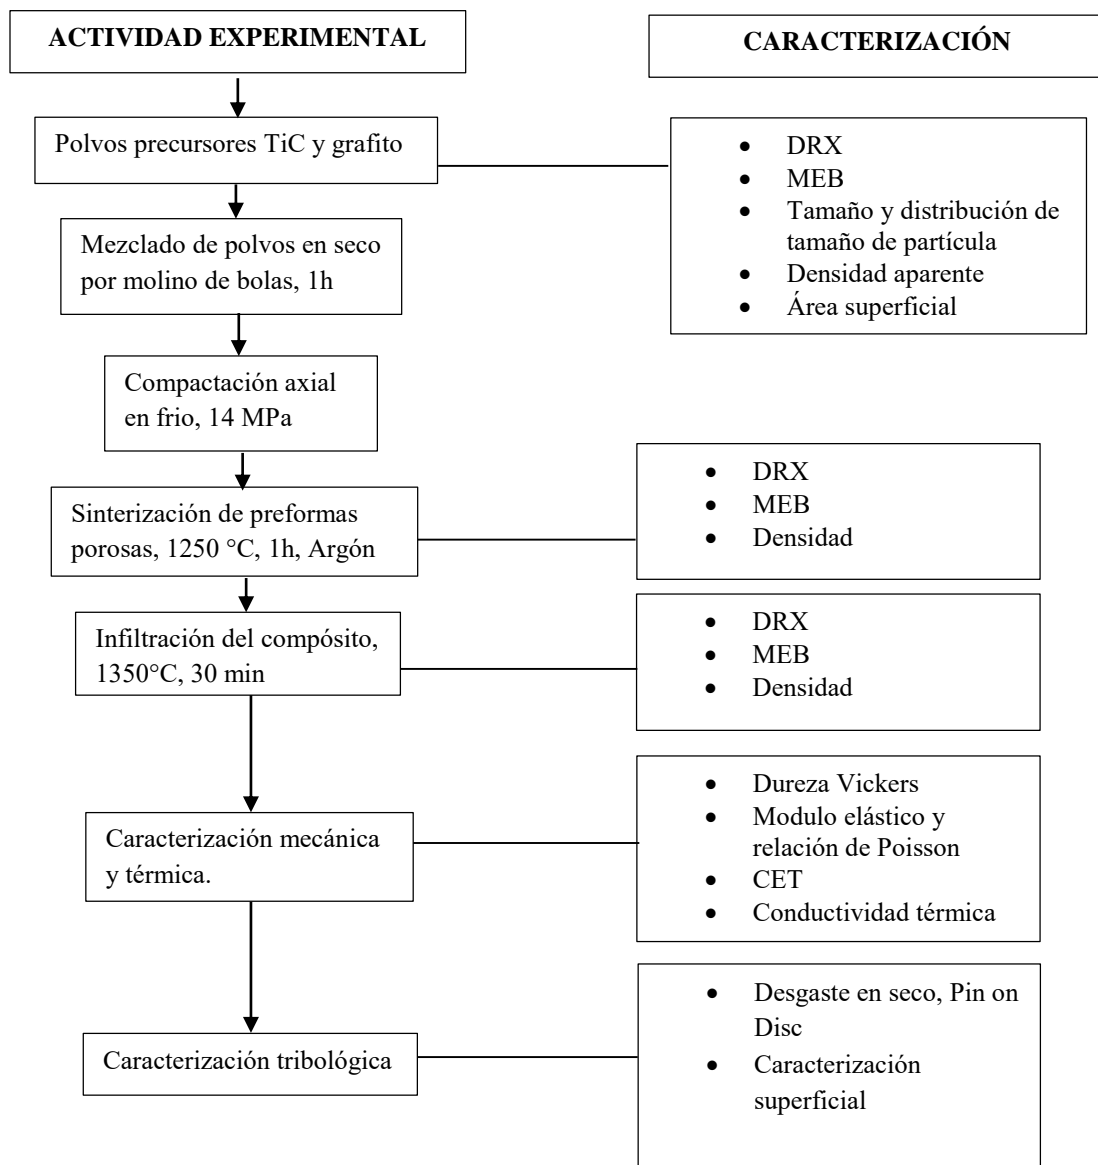 ACTIVIDAD EXPERIMENTAL
CARACTERIZACIÓN
Polvos precursores TiC y grafito
• DRX
• MEB
• Tamaño y distribución de
tamaño de partícula
• Densidad aparente
• Área superficial
Mezclado de polvos en seco
por molino de bolas, 1h
Compactación axial
en frio, 14 MPa
Sinterización de preformas
porosas, 1250 °C, 1h, Argón
• DRX
• MEB
• Densidad
Infiltración del compósito,
1350°C, 30 min
• DRX
• MEB
• Densidad
Caracterización mecánica
y térmica.
• Dureza Vickers
• Modulo elástico y
relación de Poisson
• CET
• Conductividad térmica
Caracterización tribológica
• Desgaste en seco, Pin on
Disc
• Caracterización
superficial